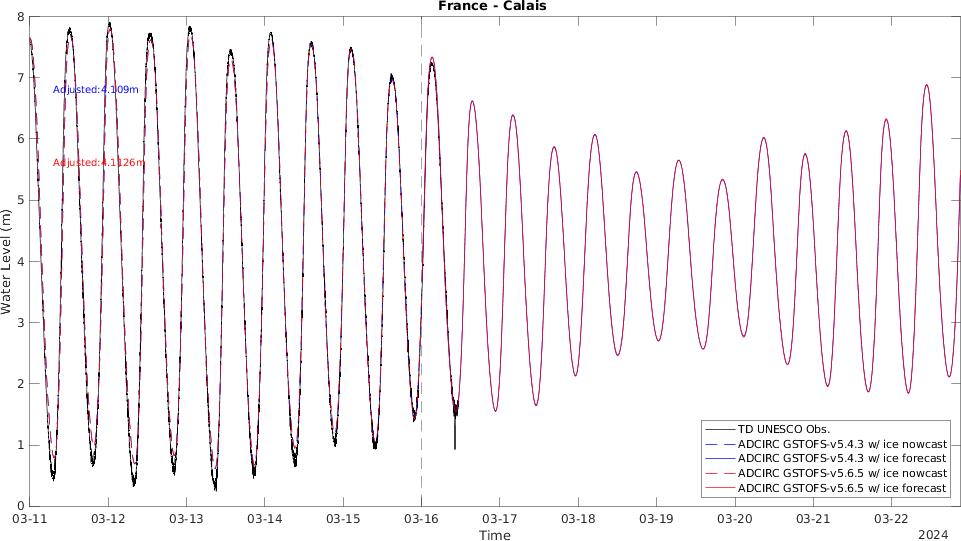 France - Calais
8
7
6
5
4
3
2
1
0
Water Level (m)
Adjusted:4.109m
Adjusted:4.1126m
TD UNESCO Obs.
ADCIRC GSTOFS-v5.4.3 w/ ice nowcast
ADCIRC GSTOFS-v5.4.3 w/ ice forecast
ADCIRC GSTOFS-v5.6.5 w/ ice nowcast
ADCIRC GSTOFS-v5.6.5 w/ ice forecast
03-11 03-12 03-13 03-14 03-15 03-16 03-17 03-18 03-19 03-20 03-21 03-22
Time
2024